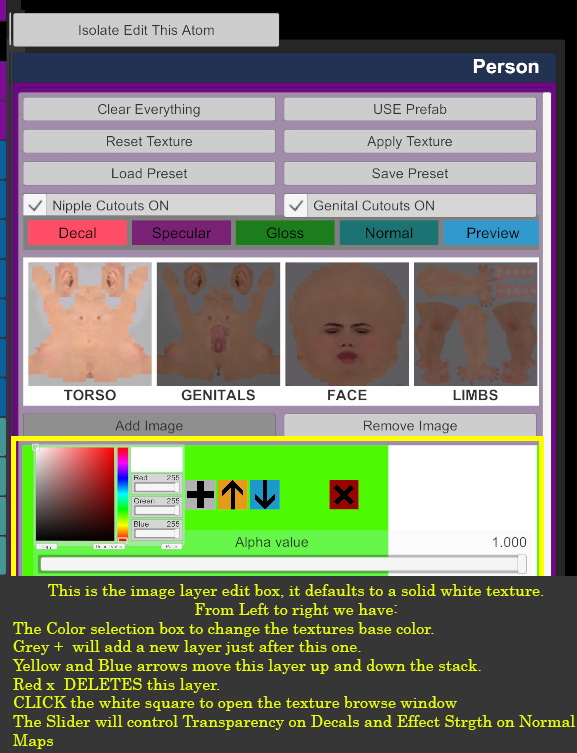 Isolate Edit This Atom
Person
Clear Everything
USE Prefab
Reset Texture
Apply Texture
Load Preset
Save Preset
Nipple Cutouts ON
Genital Cutouts ON
Decal
Specular
Gloss
Normal
Preview
TORSO
GENITALS
FACE
LIMBS
Add Image
Remove Image
Red 255
Green 255
Blue 255
Alpha value
1.000
This is the image layer edit box, it defaults to a solid white texture.
From Left to right we have:
The Color selection box to change the textures base color.
Grey + will add a new layer just after this one.
Yellow and Blue arrows move this layer up and down the stack.
Red x DELETES this layer.
CLICK the white square to open the texture browse window
The Slider will control Transparency on Decals and Effect Strgth on Normal
Maps